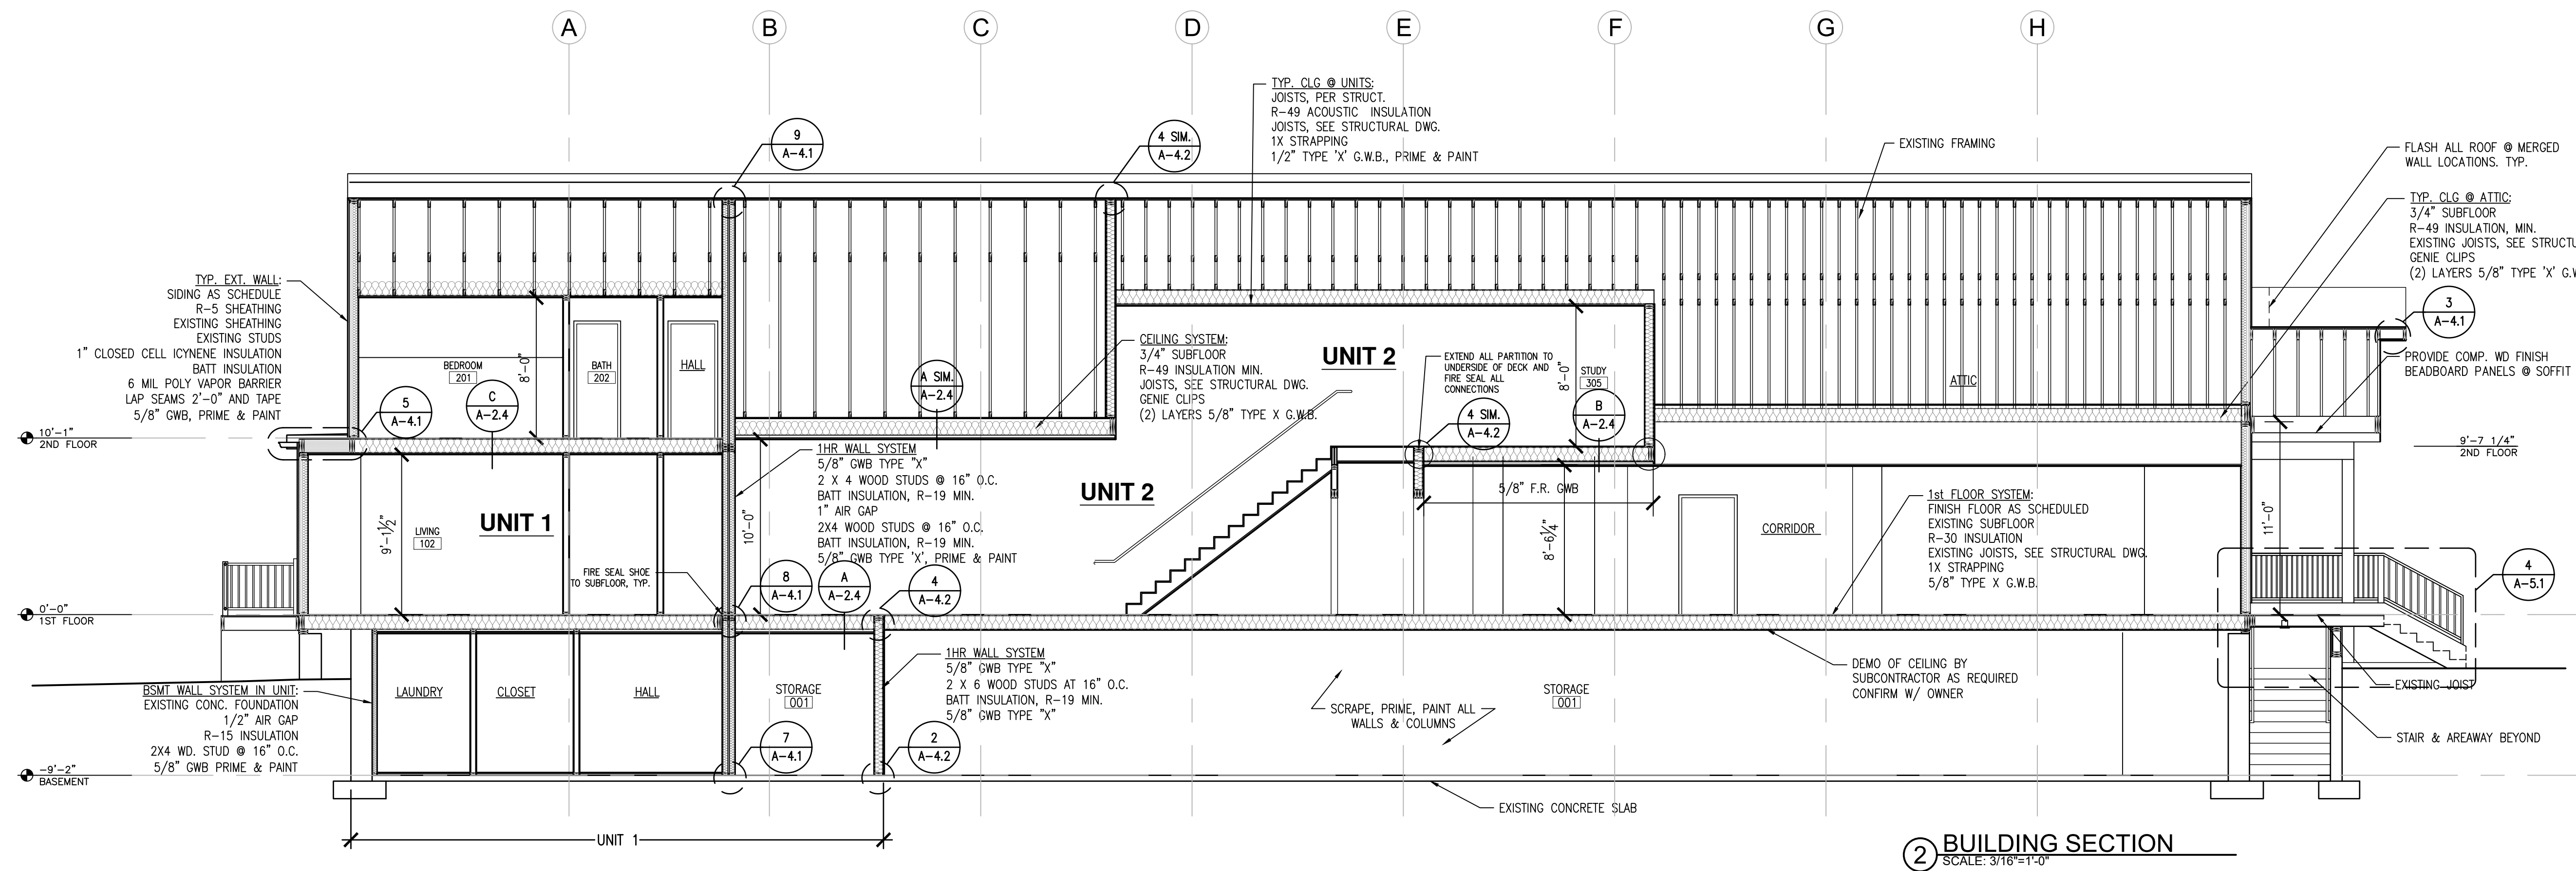 A
B
C
D
E
F
G
H
TYP. CLG @ UNITS:
JOISTS, PER STRUCT.
R-49 ACOUSTIC INSULATION
JOISTS, SEE STRUCTURAL DWG.
1X STRAPPING
1/2" TYPE 'X' G.W.B., PRIME & PAINT
9
A-4.1
4 SIM.
A-4.2
EXISTING FRAMING
FLASH ALL ROOF @ MERGED
WALL LOCATIONS. TYP.
TYP. CLG @ ATTIC:
3/4" SUBFLOOR
R-49 INSULATION, MIN.
EXISTING JOISTS, SEE STRUCTU
GENIE CLIPS
(2) LAYERS 5/8" TYPE 'X' G.W
3
A-4.1
PROVIDE COMP. WD FINISH
BEADBOARD PANELS @ SOFFIT
TYP. EXT. WALL:
SIDING AS SCHEDULE
R-5 SHEATHING
EXISTING SHEATHING
EXISTING STUDS
1" CLOSED CELL ICYNENE INSULATION
BATT INSULATION
6 MIL POLY VAPOR BARRIER
LAP SEAMS 2'-0" AND TAPE
5/8" GWB, PRIME & PAINT
5
A-4.1
BEDROOM
201
C
A-2.4
8'-0"
BATH
202
HALL
A SIM.
A-2.4
CEILING SYSTEM:
3/4" SUBFLOOR
R-49 INSULATION MIN.
JOISTS, SEE STRUCTURAL DWG.
GENIE CLIPS
(2) LAYERS 5/8" TYPE X G.W.B.
UNIT 2
EXTEND ALL PARTITION TO
UNDERSIDE OF DECK AND
FIRE SEAL ALL
CONNECTIONS
8'-0"
STUDY
305
B
A-2.4
4 SIM.
A-4.2
ATTIC
10'-1"
2ND FLOOR
9'-7 1/4"
2ND FLOOR
1HR WALL SYSTEM
5/8" GWB TYPE "X"
2 X 4 WOOD STUDS @ 16" O.C.
BATT INSULATION, R-19 MIN.
1" AIR GAP
2X4 WOOD STUDS @ 16" O.C.
BATT INSULATION, R-19 MIN.
5/8" GWB TYPE 'X', PRIME & PAINT
UNIT 2
5/8" F.R. GWB
8'-6 1/4"
CORRIDOR
1st FLOOR SYSTEM:
FINISH FLOOR AS SCHEDULED
EXISTING SUBFLOOR
R-30 INSULATION
EXISTING JOISTS, SEE STRUCTURAL DWG.
1X STRAPPING
5/8" TYPE X G.W.B.
11'-0"
9'-1 1/2"
LIVING
102
UNIT 1
10'-0"
FIRE SEAL SHOE
TO SUBFLOOR, TYP.
8
A-4.1
A
A-2.4
4
A-4.2
4
A-5.1
0'-0"
1ST FLOOR
BSMT WALL SYSTEM IN UNIT:
EXISTING CONC. FOUNDATION
1/2" AIR GAP
R-15 INSULATION
2X4 WD. STUD @ 16" O.C.
5/8" GWB PRIME & PAINT
LAUNDRY
CLOSET
HALL
STORAGE
001
1HR WALL SYSTEM
5/8" GWB TYPE "X"
2 X 6 WOOD STUDS AT 16" O.C.
BATT INSULATION, R-19 MIN.
5/8" GWB TYPE "X"
SCRAPE, PRIME, PAINT ALL
WALLS & COLUMNS
STORAGE
001
DEMO OF CEILING BY
SUBCONTRACTOR AS REQUIRED
CONFIRM W/ OWNER
EXISTING JOIST
STAIR & AREAWAY BEYOND
7
A-4.1
2
A-4.2
-9'-2"
BASEMENT
EXISTING CONCRETE SLAB
UNIT 1
2
BUILDING SECTION
SCALE: 3/16"=1'-0"